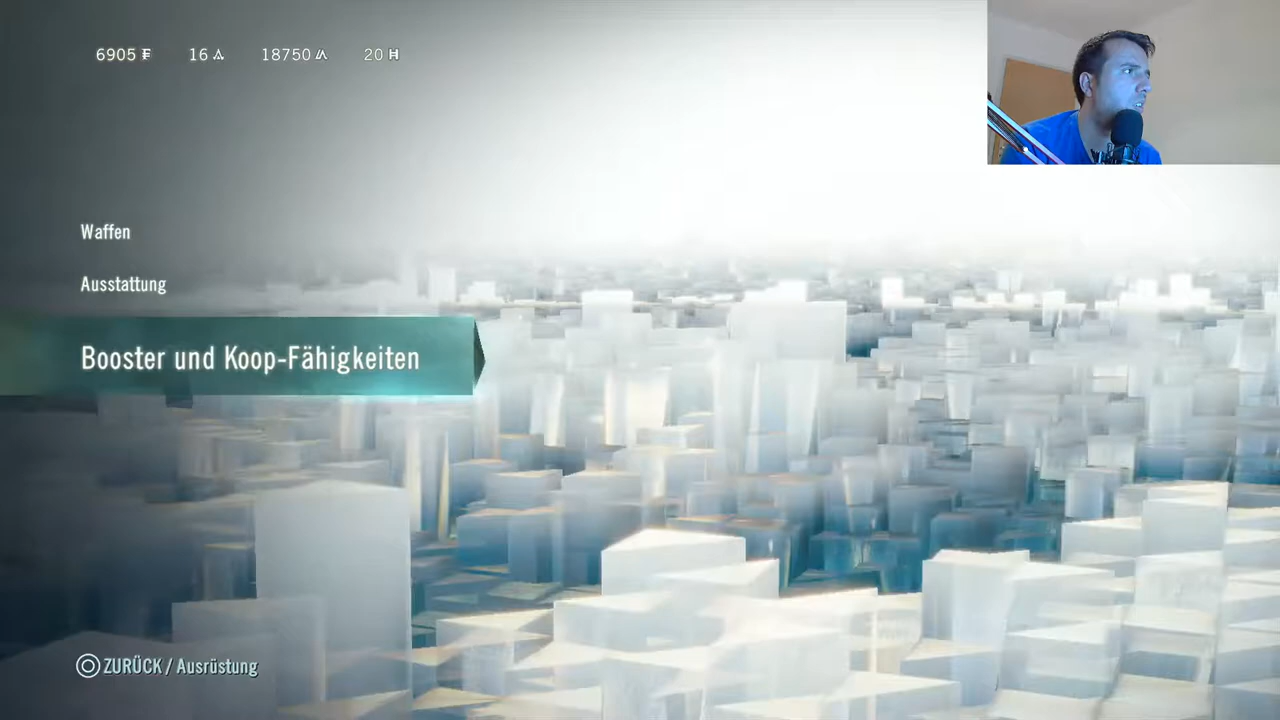 6905 16 18750 20
Waffen
Ausstattung
Booster und Koop-Fähigkeiten
ZURÜCK / Ausrüstung